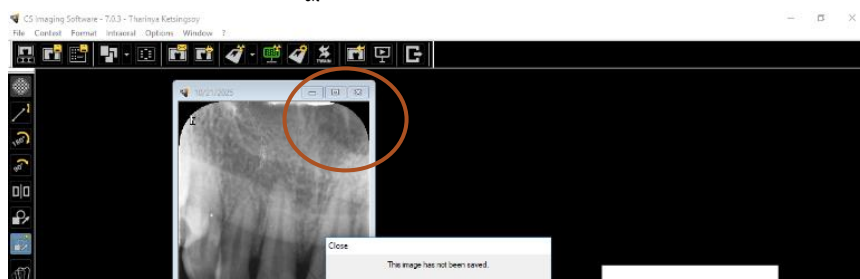 CS Imaging Software - 7.0.3 - Tharinya Ketsingsoy
File Context Format Intraoral Options Window ?
10/21/2025
Close
This image has not been saved.